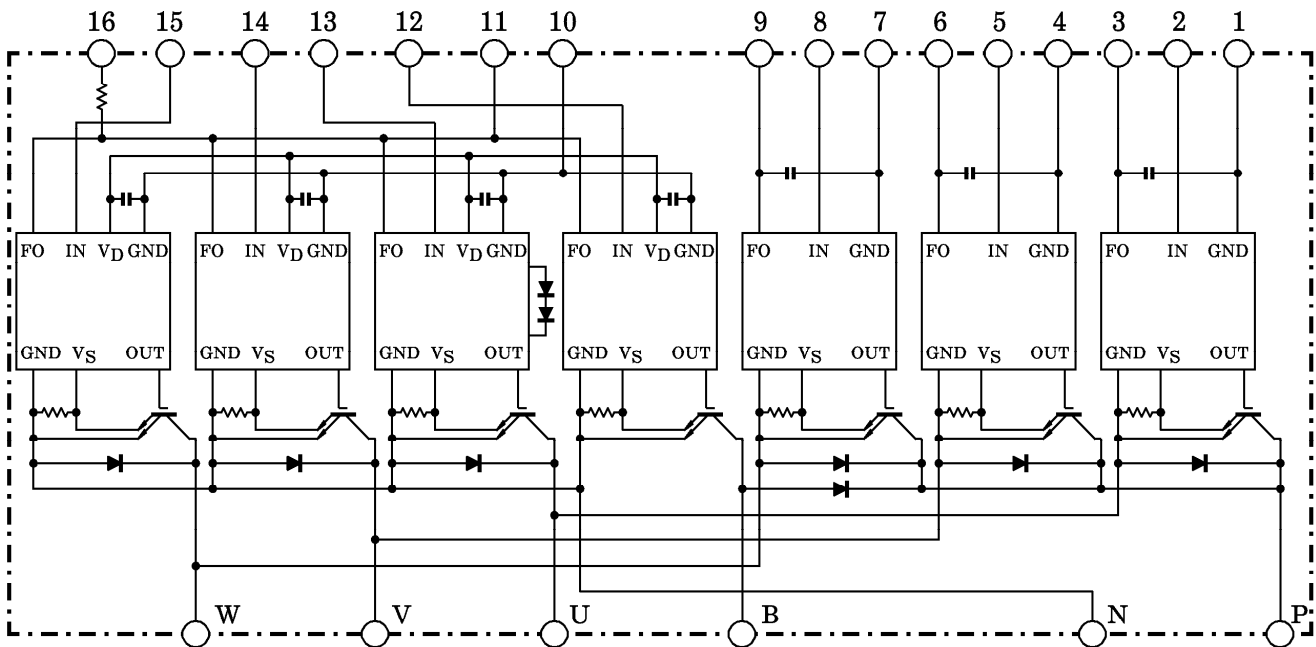 16 15 14 13 12 11 10 9 8 7 6 5 4 3 2 1
FO IN VD GND FO IN VD GND FO IN VD GND FO IN VD GND FO IN GND FO IN GND FO IN GND
GND VS OUT GND VS OUT GND VS OUT GND VS OUT GND VS OUT GND VS OUT GND VS OUT
W V U B N P